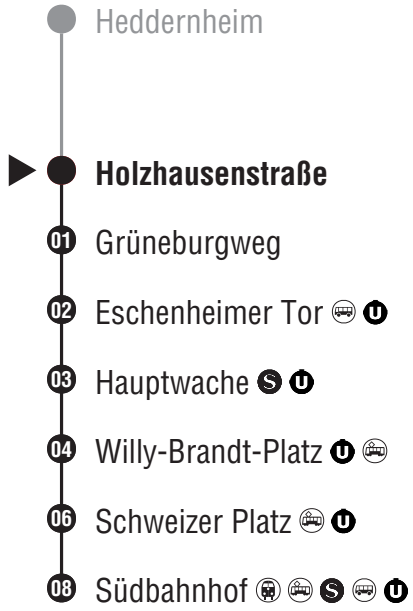 Heddernheim
Holzhausenstraße
01 Grüneburgweg
02 Eschenheimer Tor U
03 Hauptwache S U
04 Willy-Brandt-Platz U
06 Schweizer Platz U
08 Südbahnhof S U